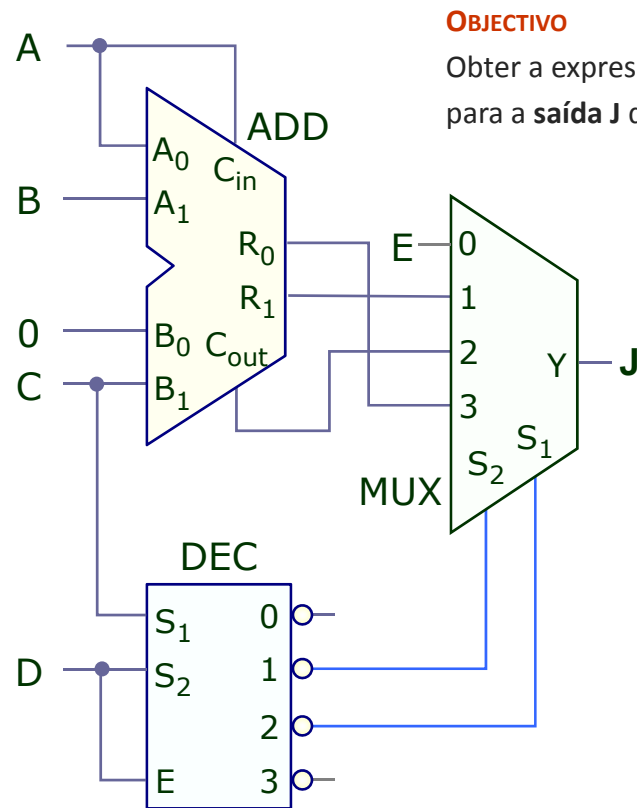 OBJECTIVO
Obter a expres
para a saída J
A
ADD
A0
Cin
B
A1
R0
R1
E
0
1
0
B0
Cout
2
Y
J
C
B1
3
S1
S2
MUX
DEC
S1
0
D
S2
1
2
E
3